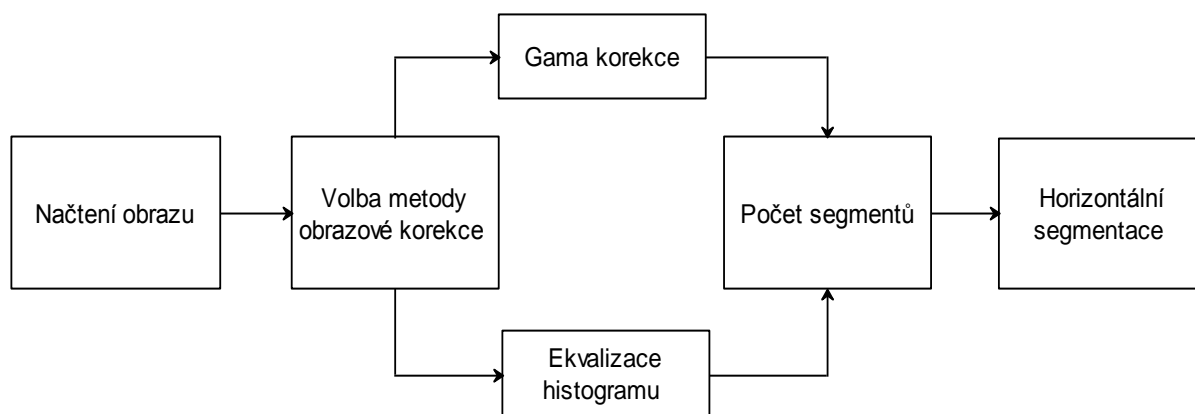 Gama korekce
Načtení obrazu
Volba metody
obrazové korekce
Počet segmentů
Horizontální
segmentace
Ekvalizace
histogramu